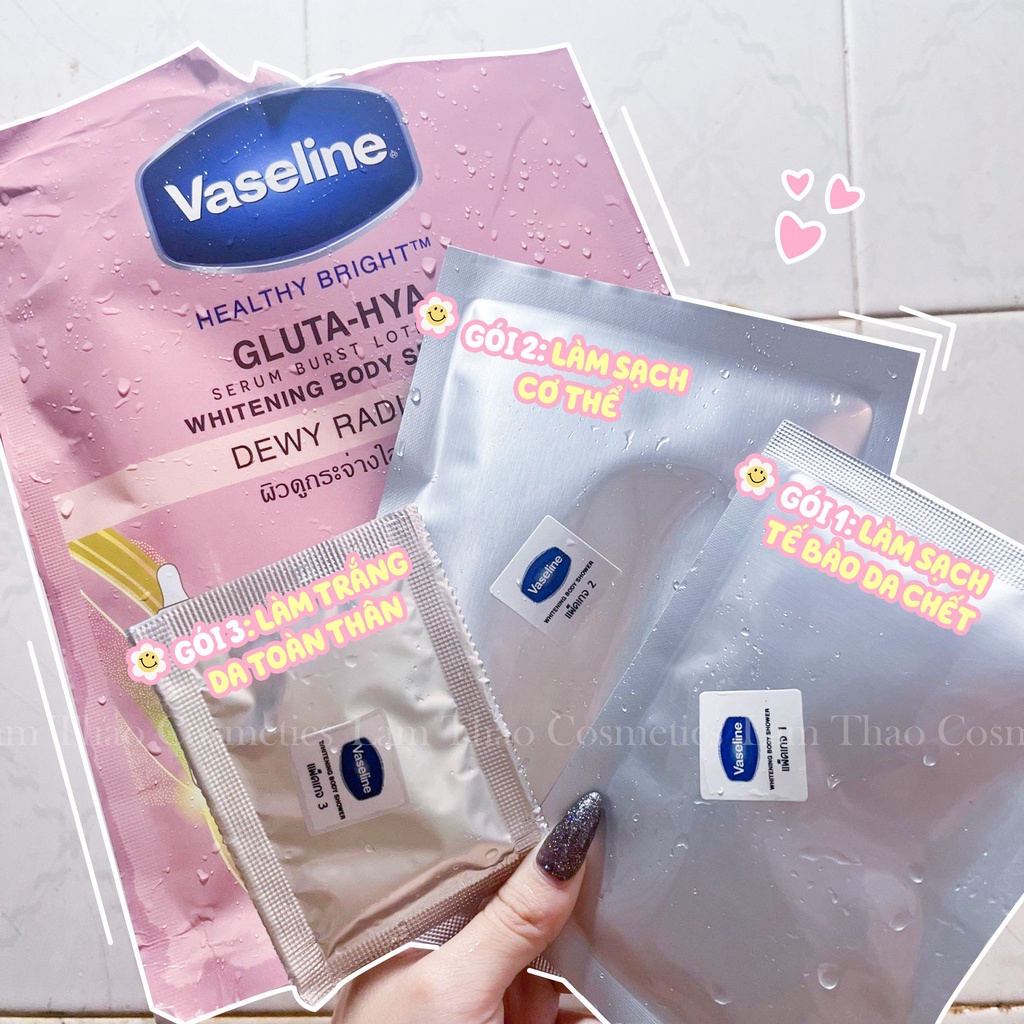 Vaseline
HEALTHY BRIGHT™
GLUTA-HYA
SERUM BURST LOT
WHITENING BODY S
DEWY RADI
ผิวดูกระจ่างใส
GÓI 2: LÀM SẠCH
CƠ THỂ
GÓI 1: LÀM SẠCH
TẾ BÀO DA CHẾT
GÓI 3: LÀM TRẮNG
DA TOÀN THÂN
Vaseline
WHITENING BODY SHOWER
แพ็คเกจ 2
Vaseline
WHITENING BODY SHOWER
แพ็คเกจ 1
Vaseline
WHITENING BODY SHOWER
แพ็คเกจ 3
am Thao Cosmetics Lam Thao Cosmetics Lam Thao Cosm